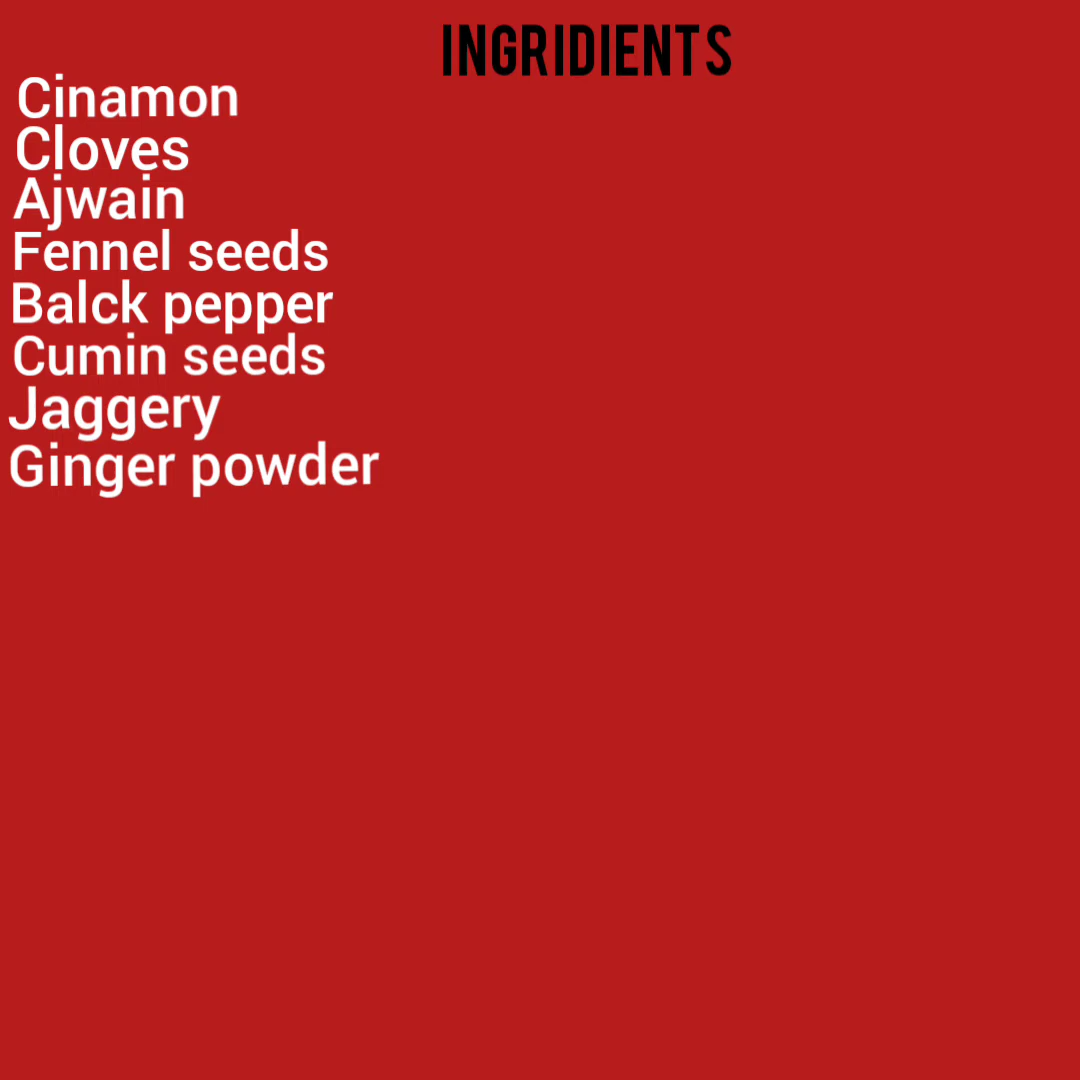 INGRIDIENTS
Cinamon
Cloves
Ajwain
Fennel seeds
Balck pepper
Cumin seeds
Jaggery
Ginger powder